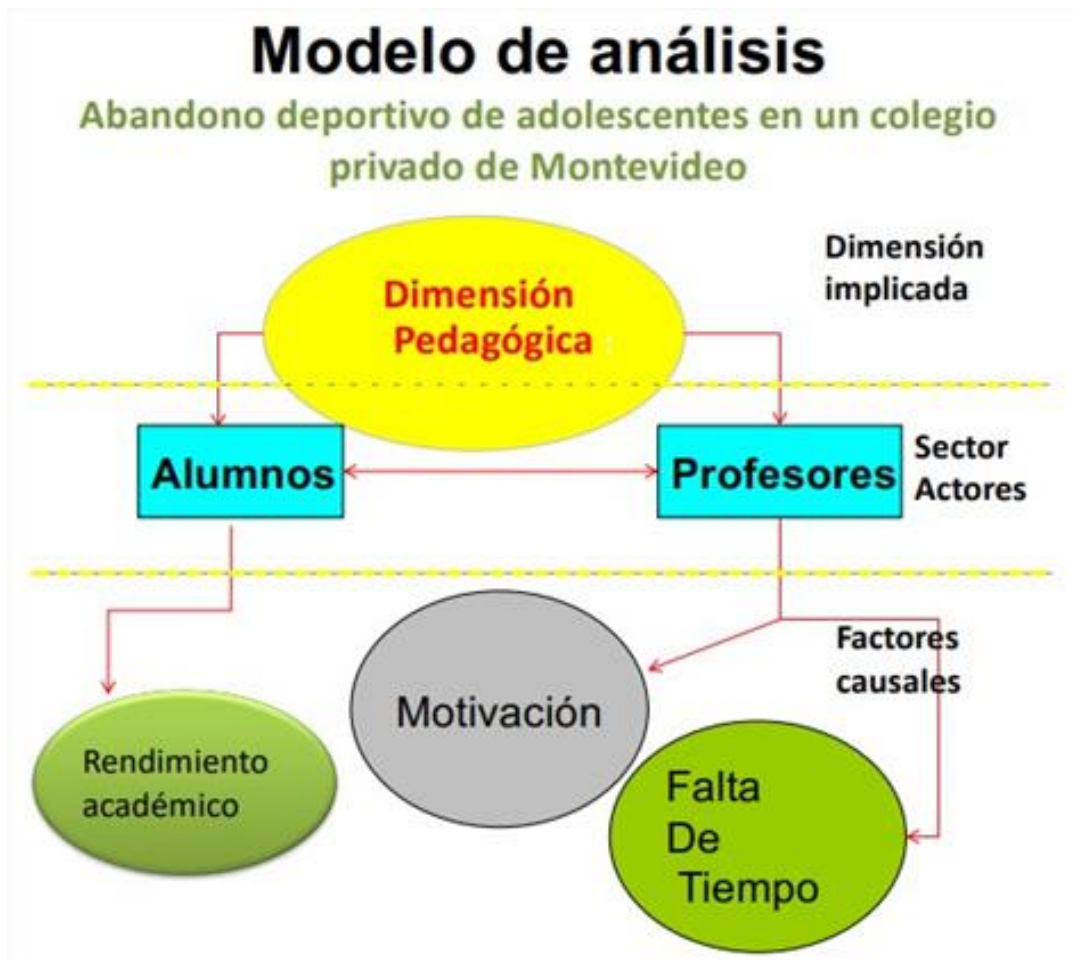 Modelo de análisis
Abandono deportivo de adolescentes en un colegio
privado de Montevideo
Dimensión
implicada
Dimensión
Pedagógica
Alumnos
Profesores
Sector
Actores
Factores
causales
Motivación
Rendimiento
académico
Falta
De
Tiempo